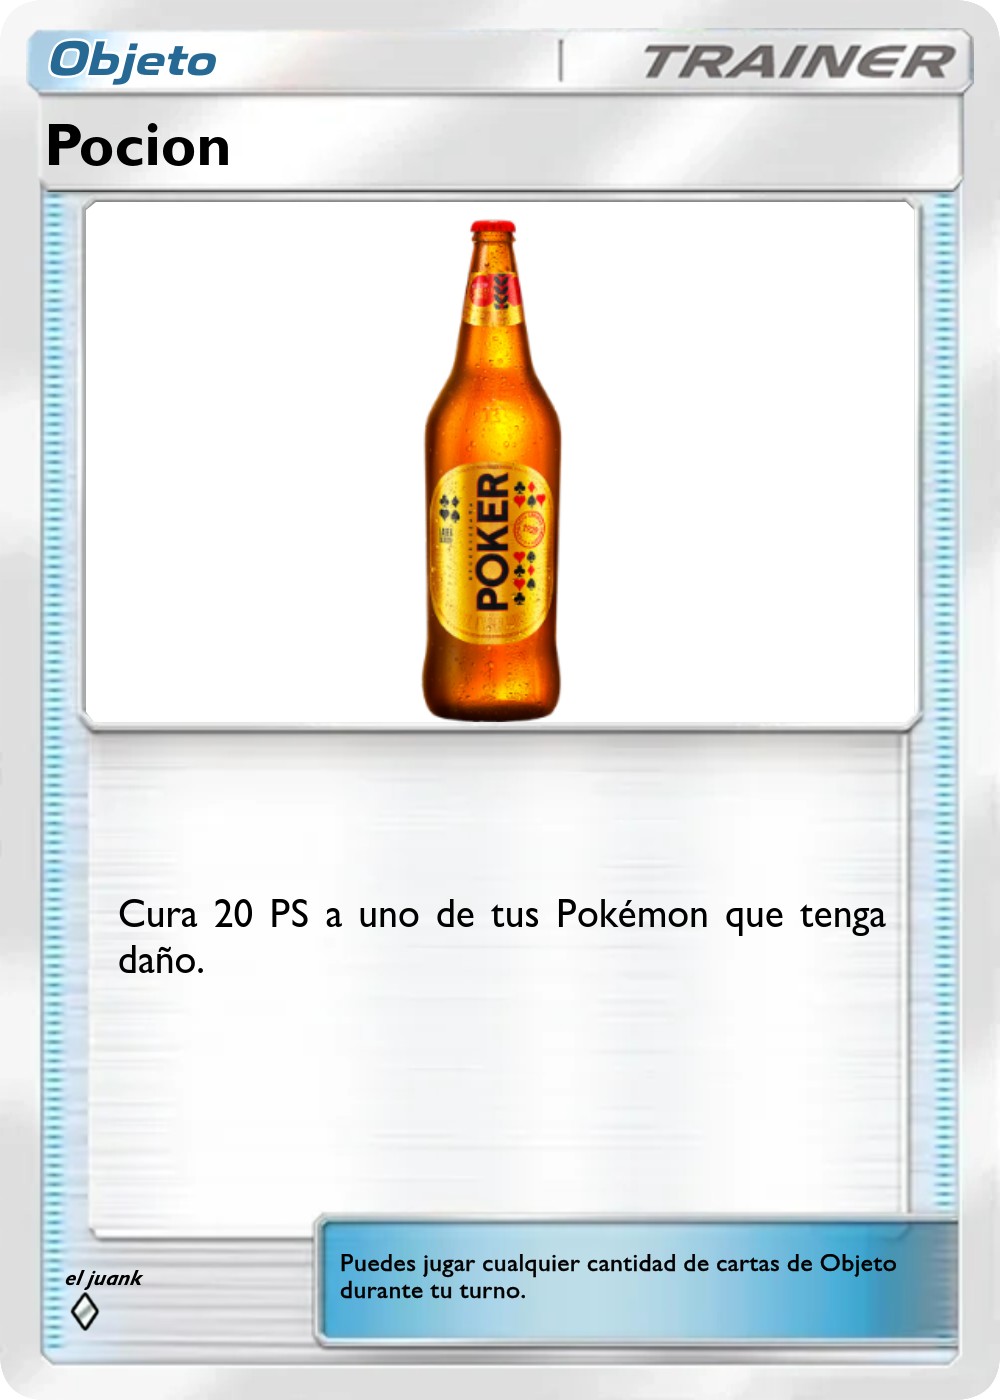 Objeto
TRAINER
Pocion
POKER
Cura 20 PS a uno de tus Pokémon que tenga
daño.
el juank
Puedes jugar cualquier cantidad de cartas de Objeto
durante tu turno.